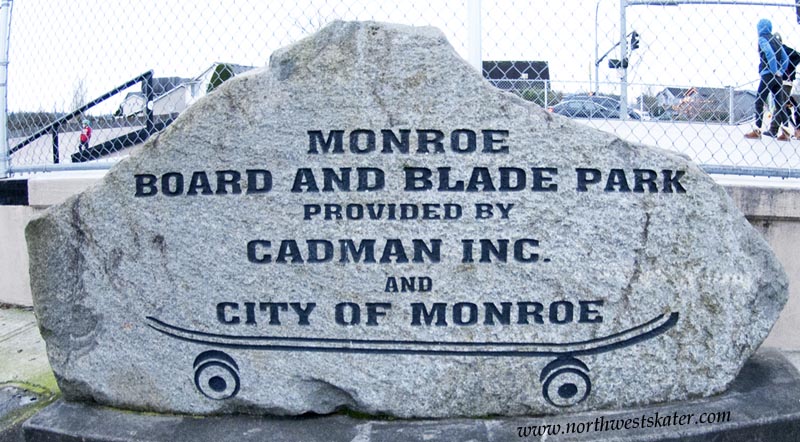 MONROE
BOARD AND BLADE PARK
PROVIDED BY
CADMAN INC.
AND
CITY OF MONROE
www.northwestskater.com